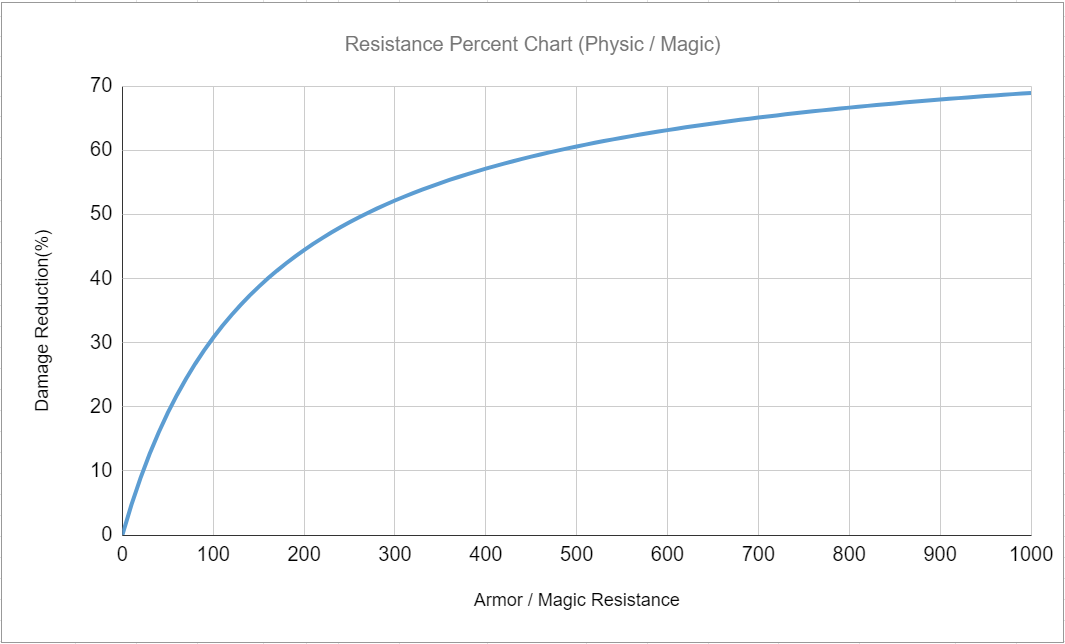 Resistance Percent Chart (Physic / Magic)
70
60
50
40
30
20
10
0
Damage Reduction(%)
0 100 200 300 400 500 600 700 800 900 1000
Armor / Magic Resistance